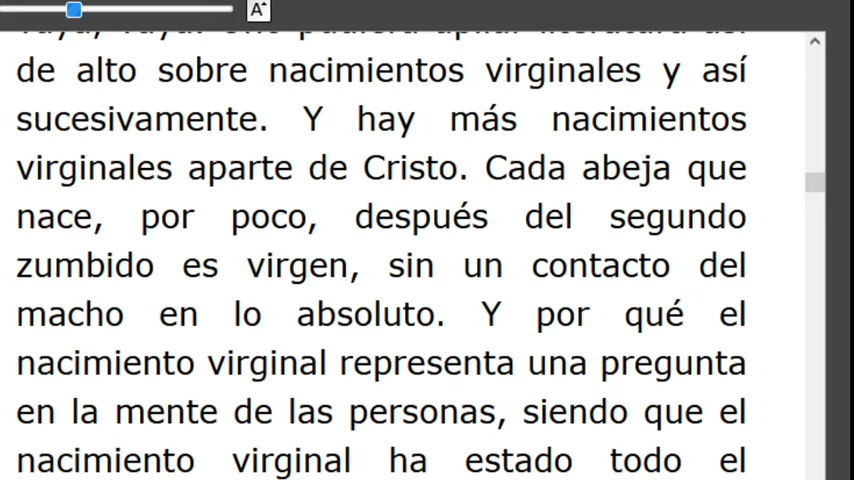 A
de alto sobre nacimientos virginales y así
sucesivamente. Y hay más nacimientos
virginales aparte de Cristo. Cada abeja que
nace, por poco, después del segundo
zumbido es virgen, sin un contacto del
macho en lo absoluto. Y por qué el
nacimiento virginal representa una pregunta
en la mente de las personas, siendo que el
nacimiento virginal ha estado todo el